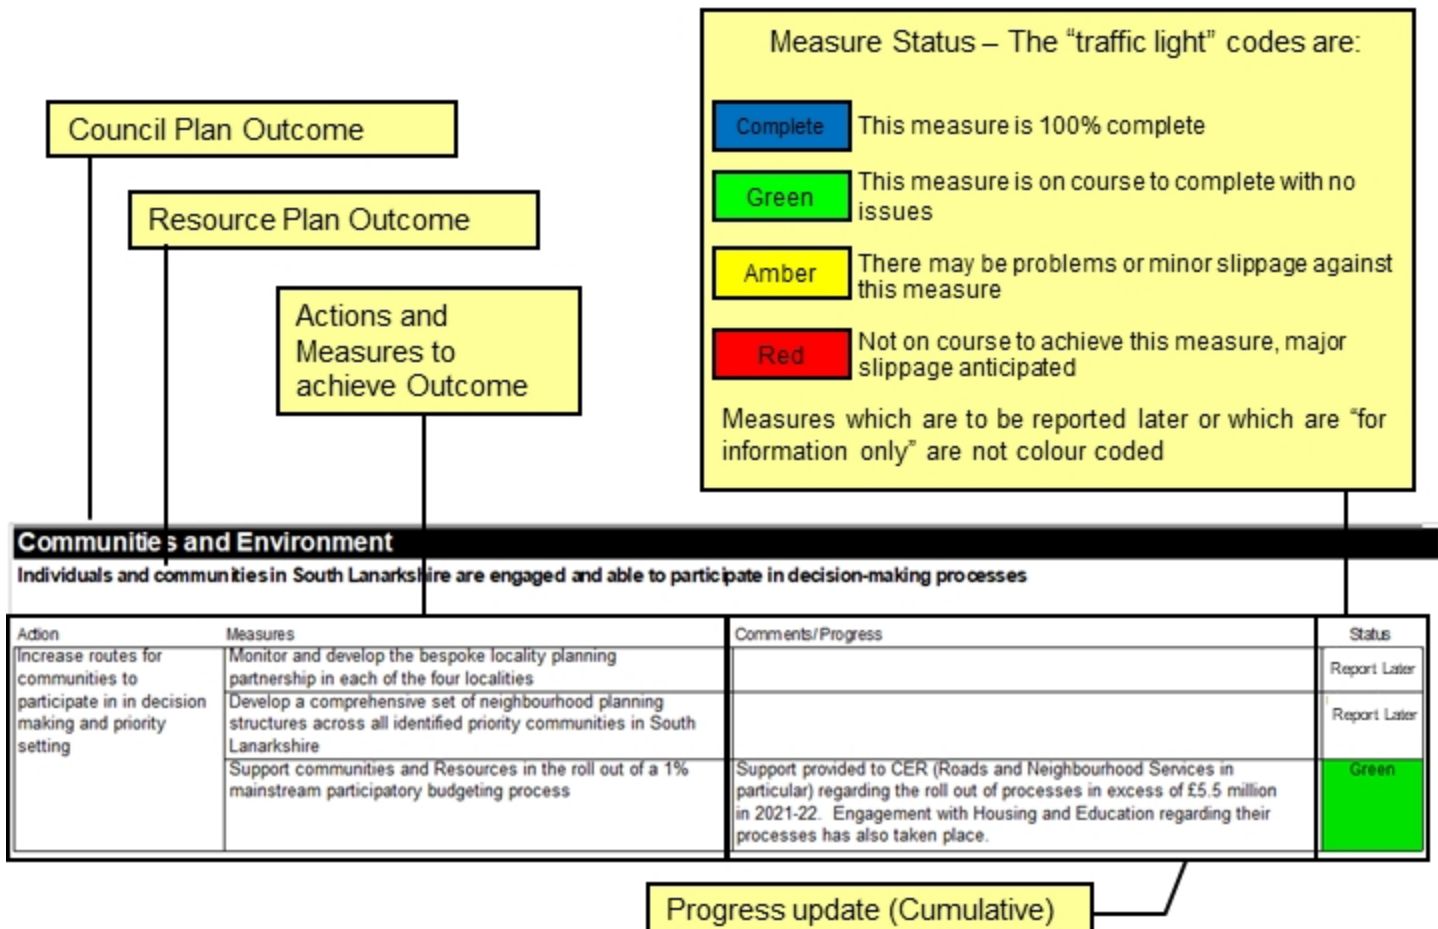 Measure Status – The “traffic light” codes are:
Complete
This measure is 100% complete
Green
This measure is on course to complete with no
issues
Amber
There may be problems or minor slippage against
this measure
Red
Not on course to achieve this measure, major
slippage anticipated
Measures which are to be reported later or which are “for
information only” are not colour coded
Council Plan Outcome
Resource Plan Outcome
Actions and
Measures to
achieve Outcome
Communities and Environment
Individuals and communities in South Lanarkshire are engaged and able to participate in decision-making processes
Action
Measures
Comments/Progress
Status
Increase routes for
communities to
participate in in decision
making and priority
setting
Monitor and develop the bespoke locality planning
partnership in each of the four localities
Report Later
Develop a comprehensive set of neighbourhood planning
structures across all identified priority communities in South
Lanarkshire
Report Later
Support communities and Resources in the roll out of a 1%
mainstream participatory budgeting process
Support provided to CER (Roads and Neighbourhood Services in
particular) regarding the roll out of processes in excess of £5.5 million
in 2021-22. Engagement with Housing and Education regarding their
processes has also taken place.
Green
Progress update (Cumulative)